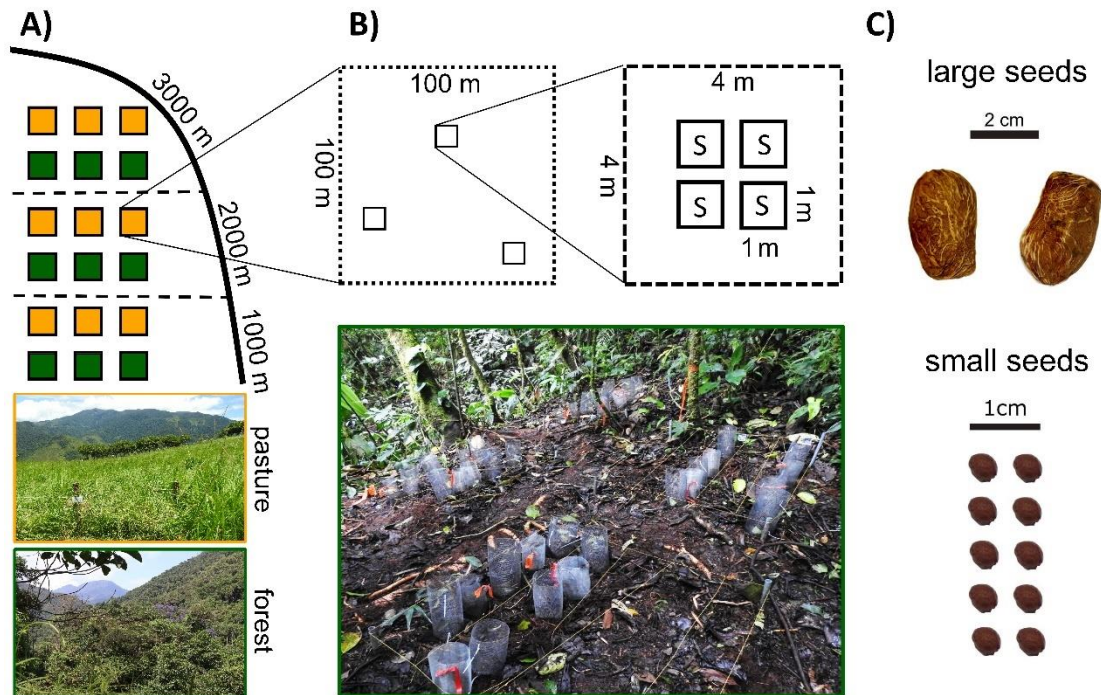 A)
3000 m
2000 m
1000 m
pasture
forest
B)
100 m
100 m
4 m
4 m
S S
S S
1 m
1 m
C)
large seeds
2 cm
small seeds
1cm